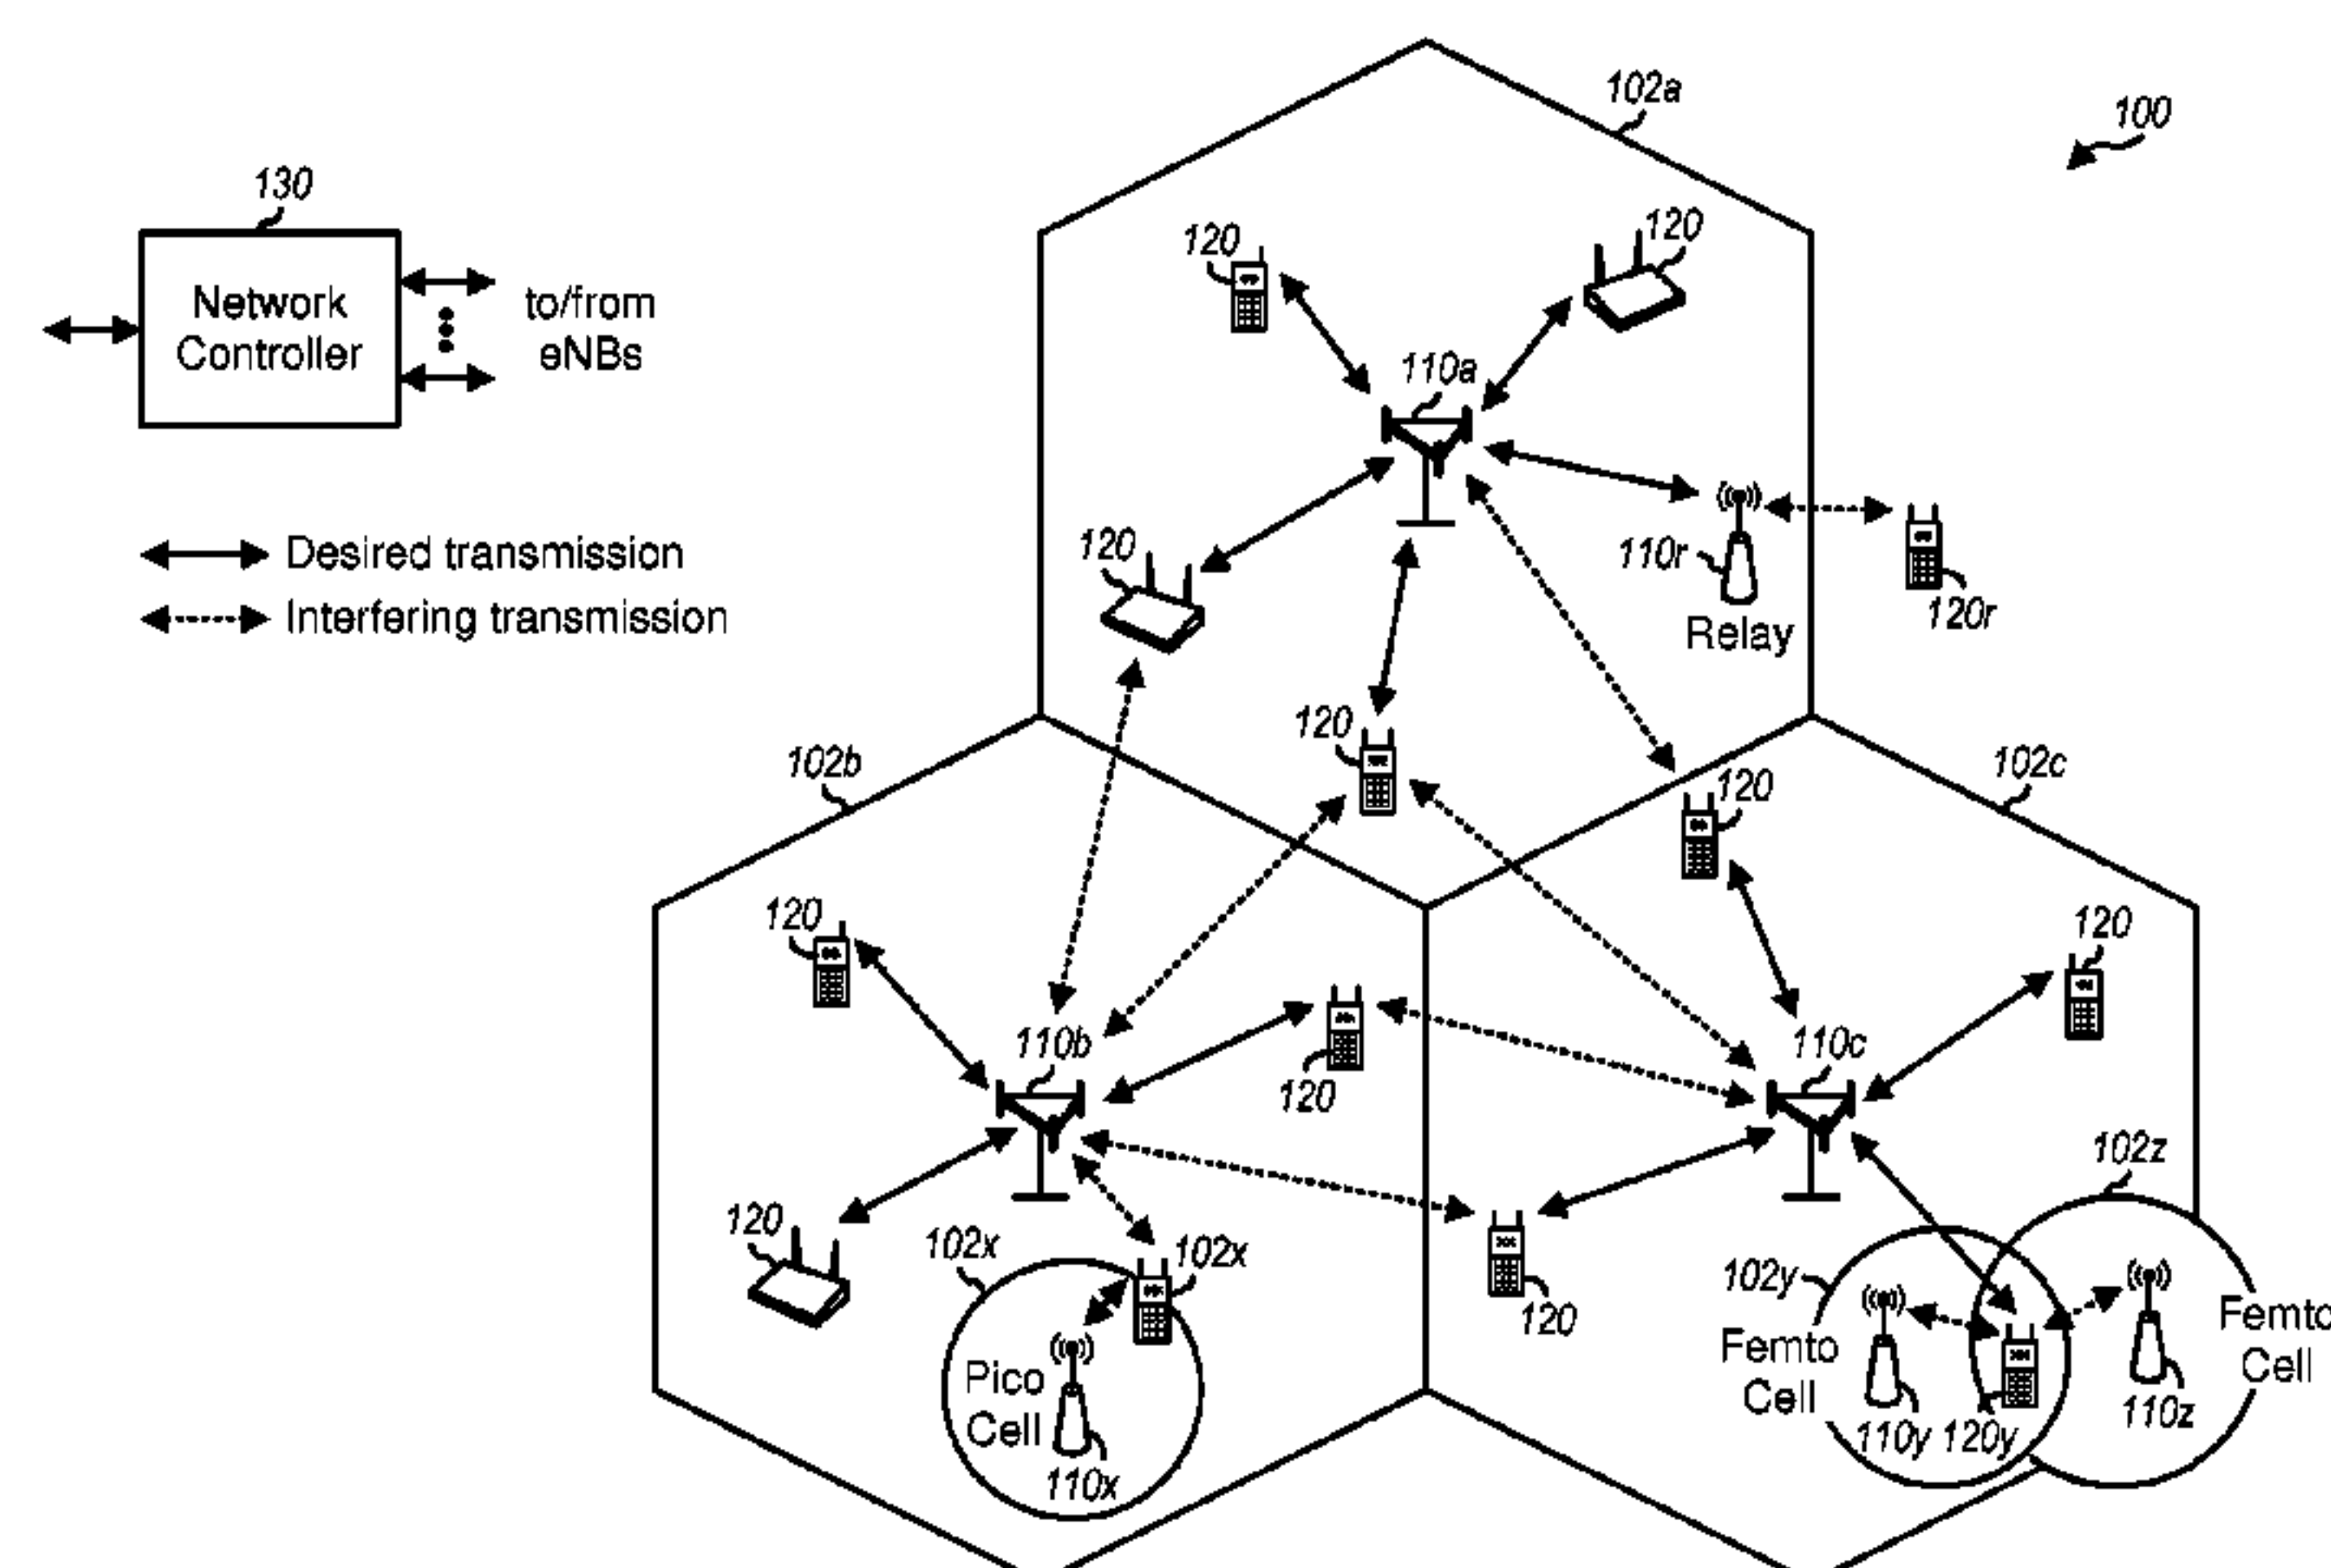 102a
100
130
120
120
Network
Controller
to/from
eNBs
110a
Desired transmission
Interfering transmission
120
110r
Relay
120r
120
102b
102c
120
120
120
110b
110c
120
102z
120
102x
102x
102y
120
Femto
Cell
Femto
Cell
Pico
Cell
110x
110y
120y
110z